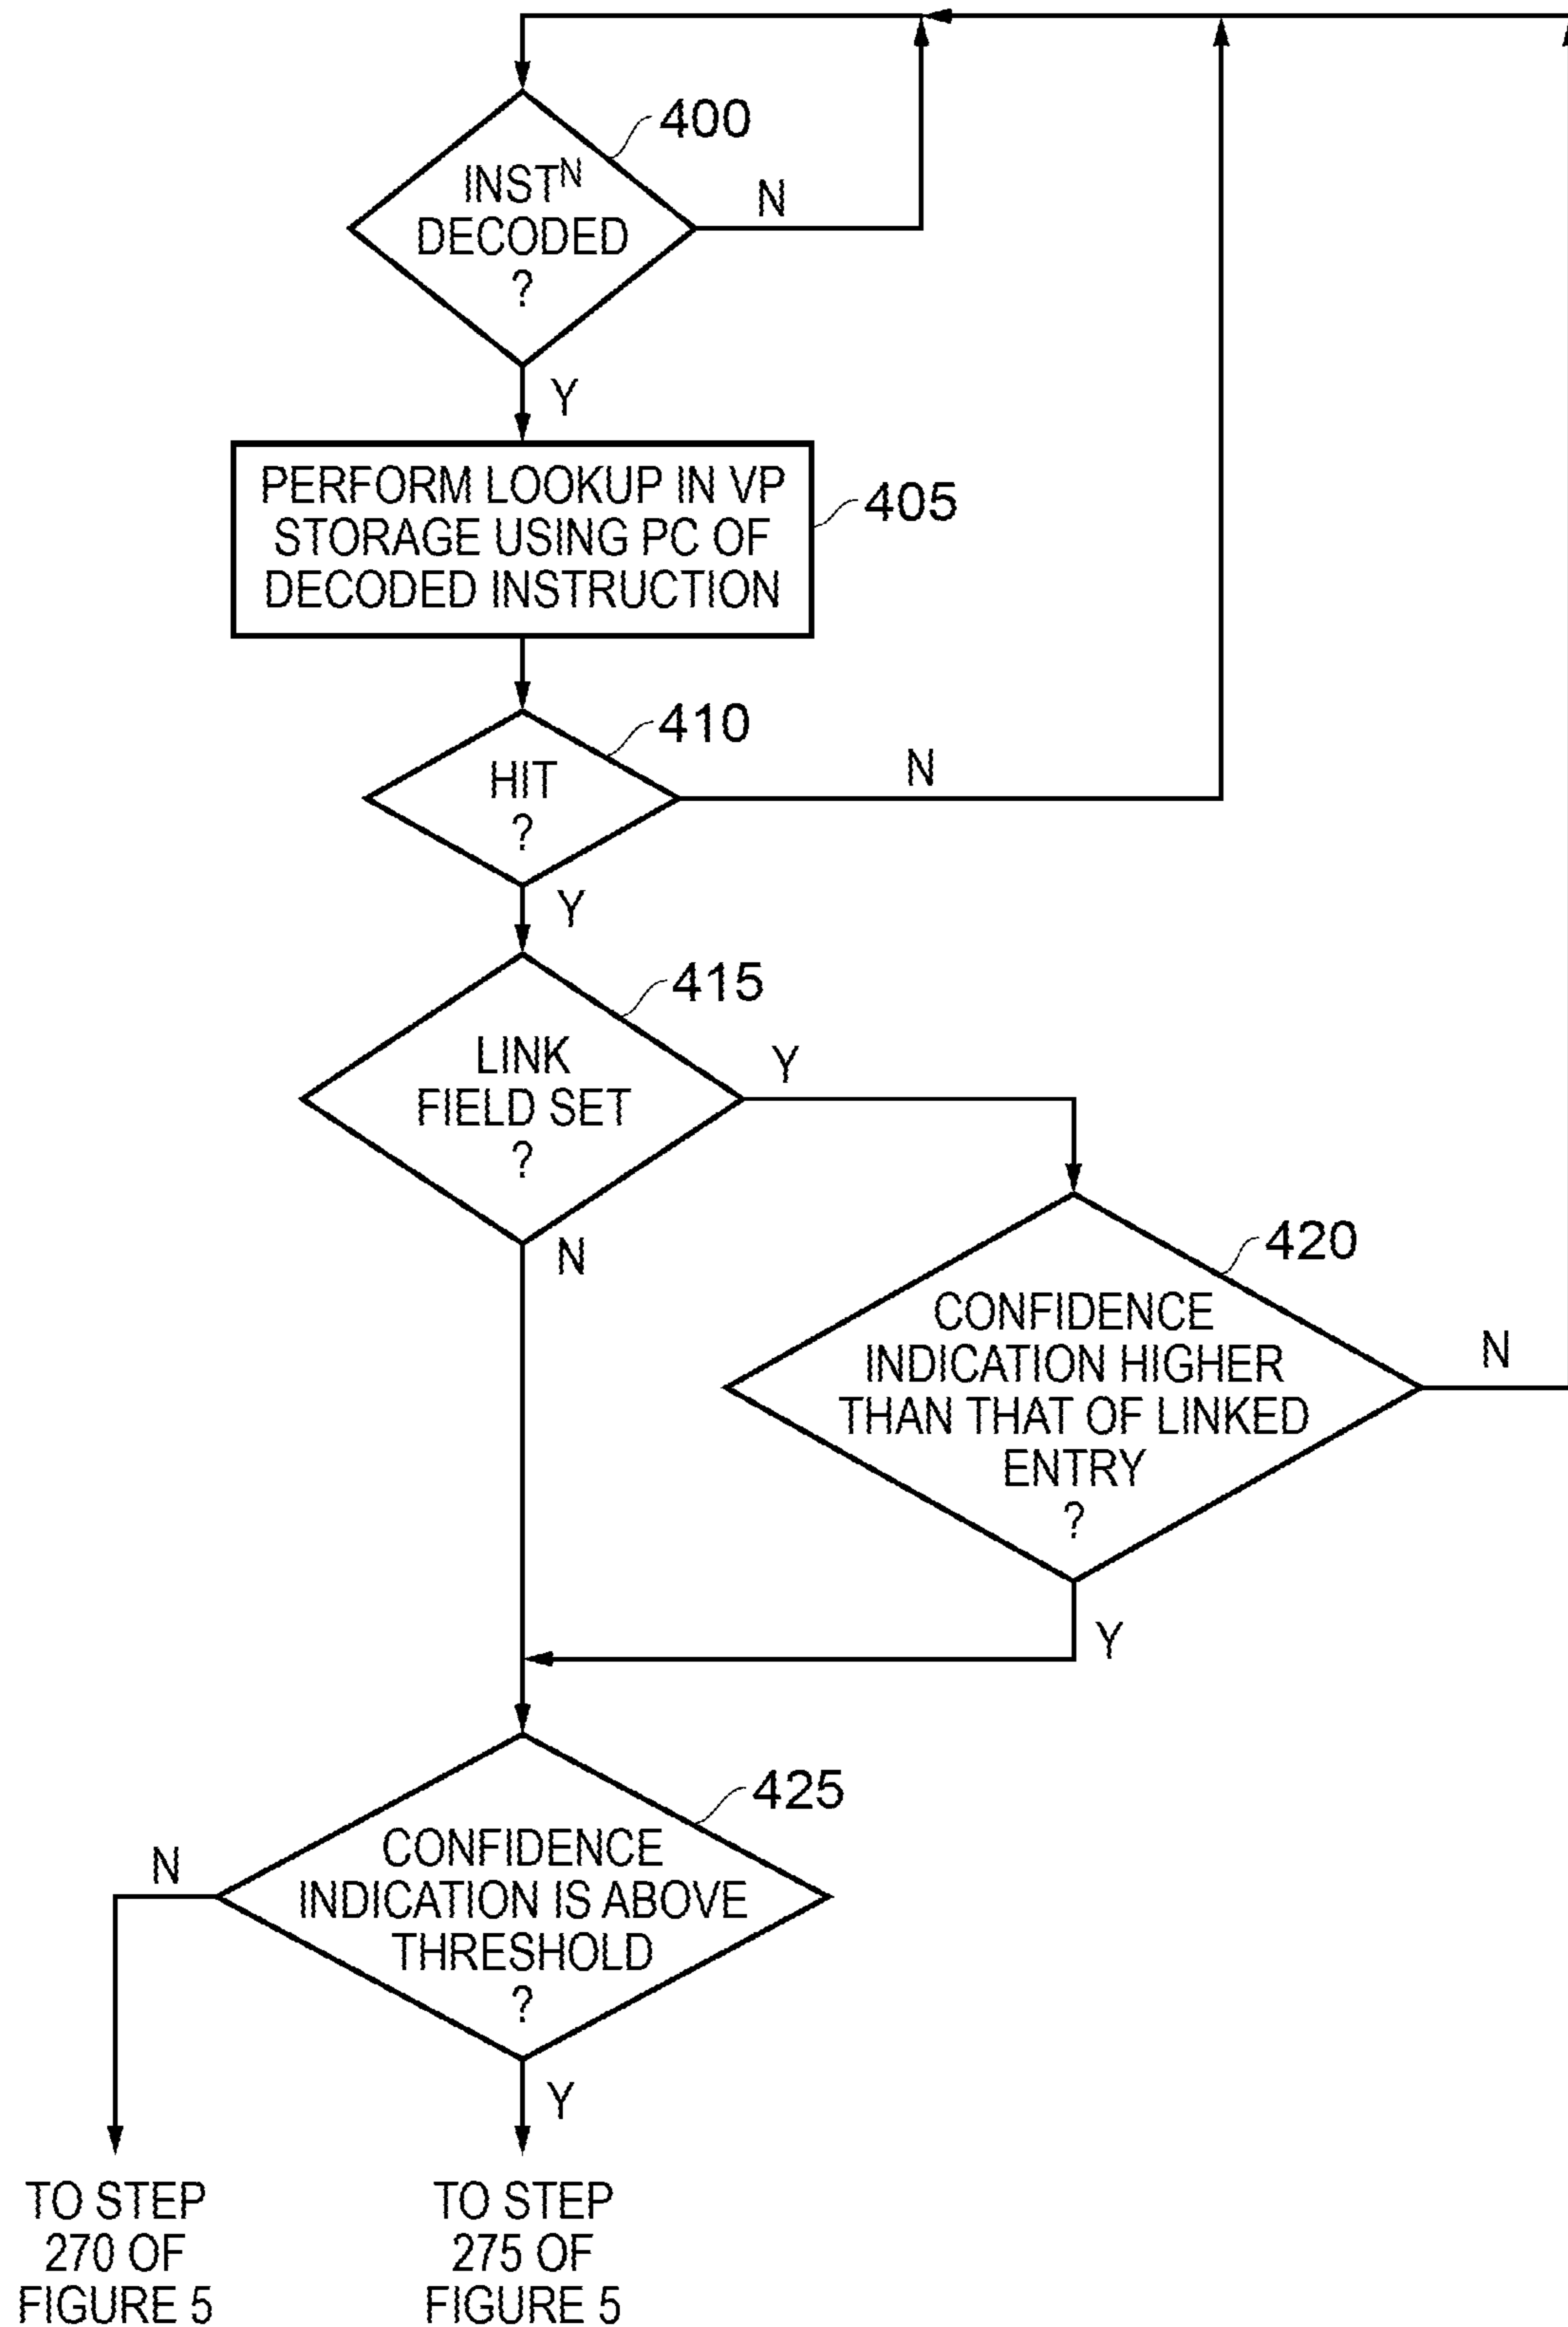 400
INST^N
DECODED
?
N
Y
PERFORM LOOKUP IN VP
STORAGE USING PC OF
DECODED INSTRUCTION
405
410
HIT
?
N
Y
415
LINK
FIELD SET
?
Y
N
420
CONFIDENCE
INDICATION HIGHER
THAN THAT OF LINKED
ENTRY
?
N
Y
425
CONFIDENCE
INDICATION IS ABOVE
THRESHOLD
?
N
Y
TO STEP
270 OF
FIGURE 5
TO STEP
275 OF
FIGURE 5